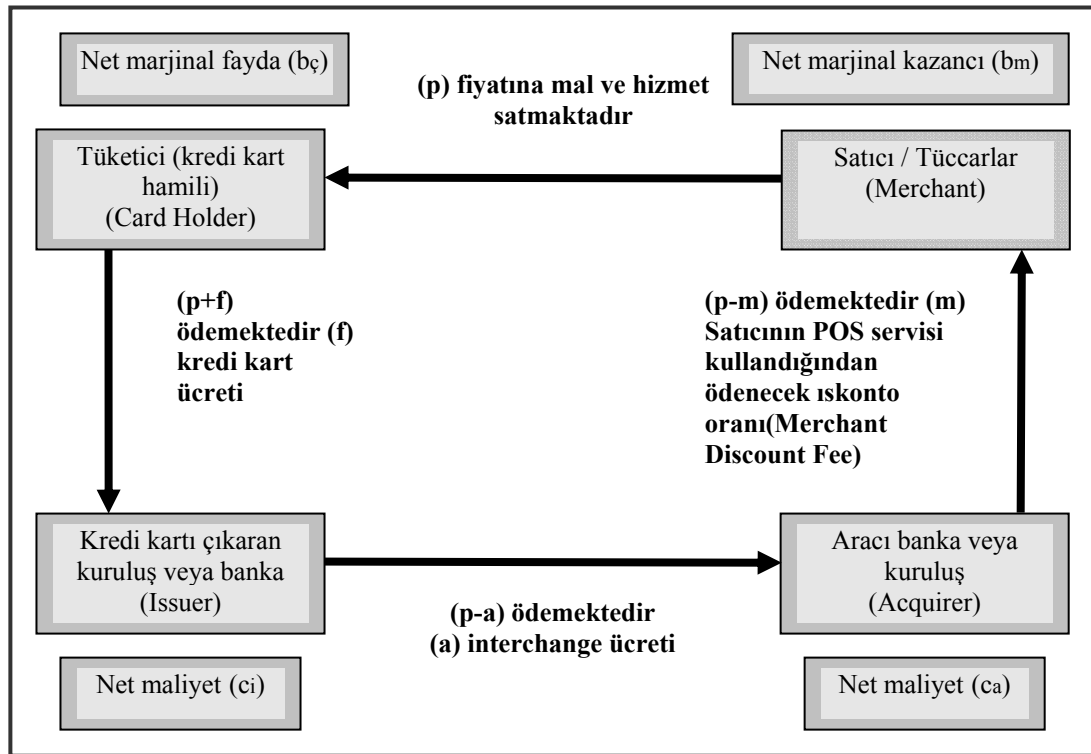 Net marjinal fayda (bç)
Net marjinal kazancı (bm)
(p) fiyatına mal ve hizmet
satmaktadır
Tüketici (kredi kart
hamili)
(Card Holder)
Satıcı / Tüccarlar
(Merchant)
(p+f)
ödemektedir (f)
kredi kart
ücreti
(p-m) ödemektedir (m)
Satıcının POS servisi
kullandığından
ödenecek ıskonto
oranı(Merchant
Discount Fee)
Kredi kartı çıkaran
kuruluş veya banka
(Issuer)
Aracı banka veya
kuruluş
(Acquirer)
(p-a) ödemektedir
(a) interchange ücreti
Net maliyet (ci)
Net maliyet (ca)